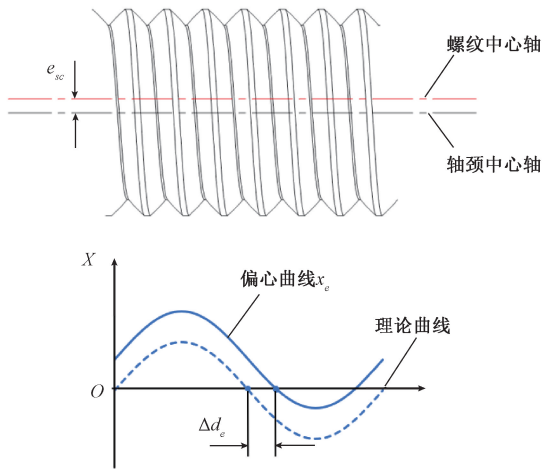 螺纹中心轴
e_sc
轴颈中心轴
X
偏心曲线x_e
理论曲线
O
Δd_e